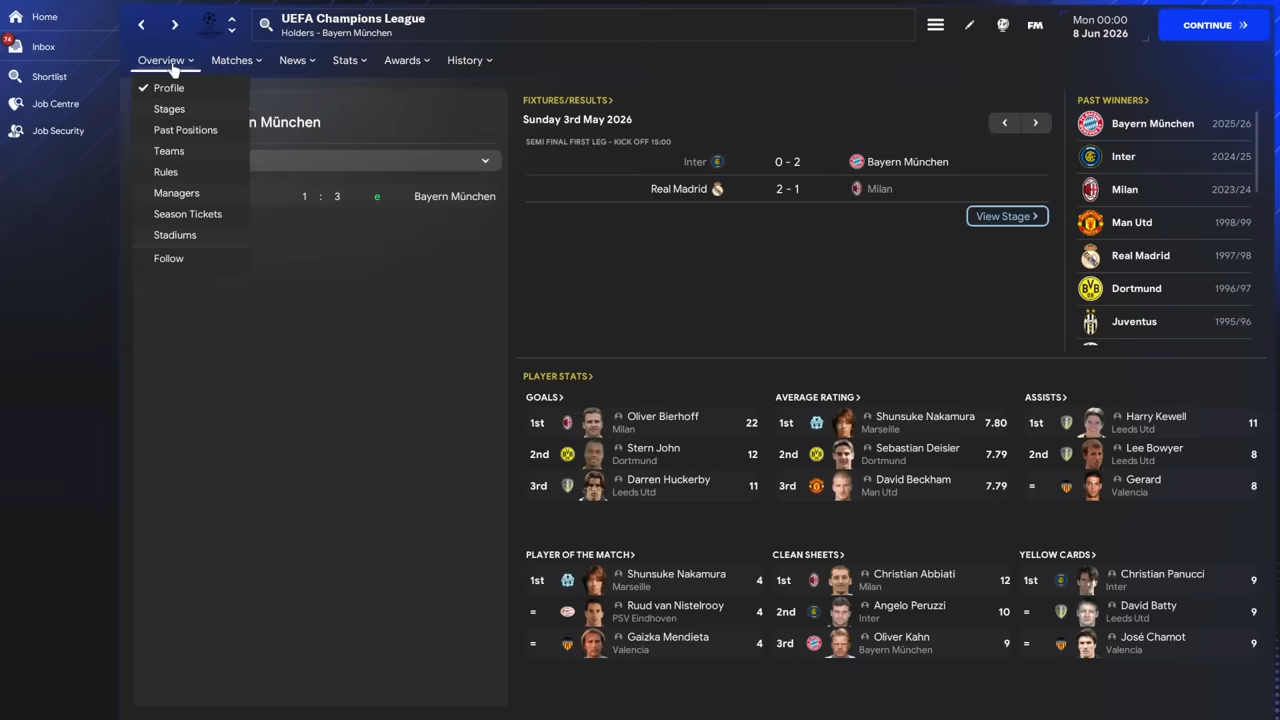 Home
74
Inbox
Shortlist
Job Centre
Job Security
UEFA Champions League
Holders - Bayern München
FM
Mon 00:00
8 Jun 2026
CONTINUE
Overview
Matches
News
Stats
Awards
History
Profile
Stages
Past Positions
Teams
Rules
Managers
Season Tickets
Stadiums
Follow
n München
1 : 3 e Bayern München
FIXTURES/RESULTS>
Sunday 3rd May 2026
SEMI FINAL FIRST LEG - KICK OFF 15:00
Inter 0 - 2 Bayern München
Real Madrid 2 - 1 Milan
View Stage >
PAST WINNERS>
Bayern München 2025/26
Inter 2024/25
Milan 2023/24
Man Utd 1998/99
Real Madrid 1997/98
Dortmund 1996/97
Juventus 1995/96
PLAYER STATS>
GOALS>
1st Oliver Bierhoff 22
Milan
2nd Stern John 12
Dortmund
3rd Darren Huckerby 11
Leeds Utd
AVERAGE RATING>
1st Shunsuke Nakamura 7.80
Marseille
2nd Sebastian Deisler 7.79
Dortmund
3rd David Beckham 7.79
Man Utd
ASSISTS>
1st Harry Kewell 11
Leeds Utd
2nd Lee Bowyer 8
Leeds Utd
= Gerard 8
Valencia
PLAYER OF THE MATCH>
1st Shunsuke Nakamura 4
Marseille
= Ruud van Nistelrooy 4
PSV Eindhoven
= Gaizka Mendieta 4
Valencia
CLEAN SHEETS>
1st Christian Abbiati 12
Milan
2nd Angelo Peruzzi 10
Inter
3rd Oliver Kahn 9
Bayern München
YELLOW CARDS>
1st Christian Panucci 9
Inter
= David Batty 9
Leeds Utd
= José Chamot 9
Valencia